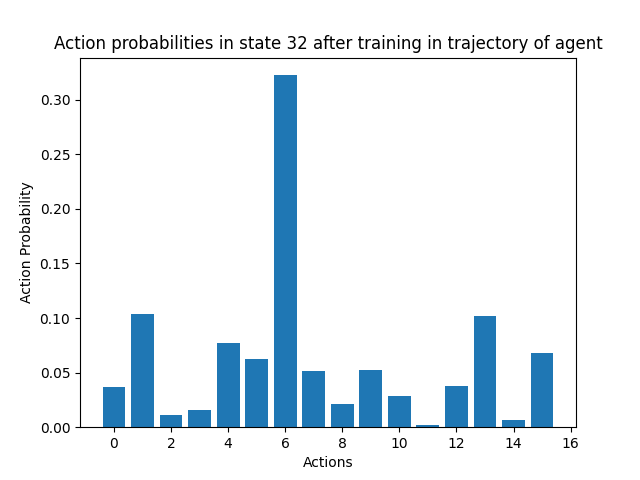 Action probabilities in state 32 after training in trajectory of agent
0.30
0.25
0.20
0.15
0.10
0.05
0.00
Action Probability
0 2 4 6 8 10 12 14 16
Actions